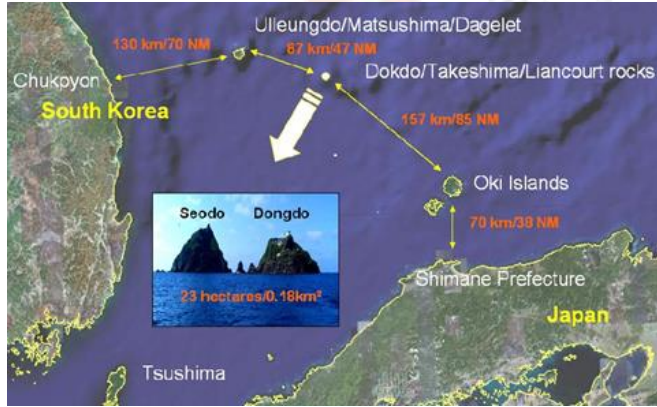 Ulleungdo/Matsushima/Dagelet
130 km/70 NM
87 km/47 NM
Chukpyon
Dokdo/Takeshima/Liancourt rocks
South Korea
157 km/85 NM
Oki Islands
Seodo Dongdo
70 km/38 NM
23 hectares/0.18km²
Shimane Prefecture
Japan
Tsushima